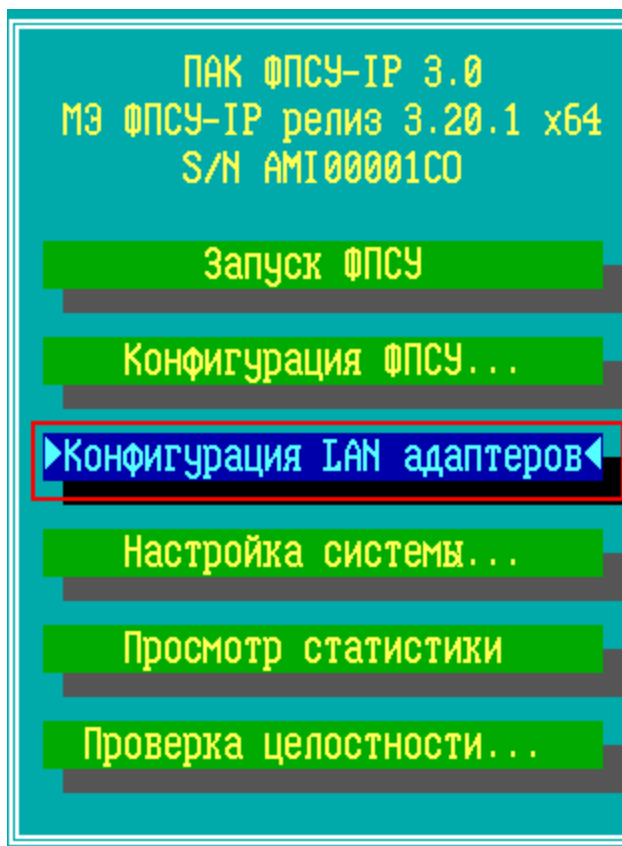 ПАК ФПСУ-IP 3.0
МЭ ФПСУ-IP релиз 3.20.1 x64
S/N AMI00001CO
Запуск ФПСУ
Конфигурация ФПСУ...
Конфигурация LAN адаптеров
Настройка системы...
Просмотр статистики
Проверка целостности...